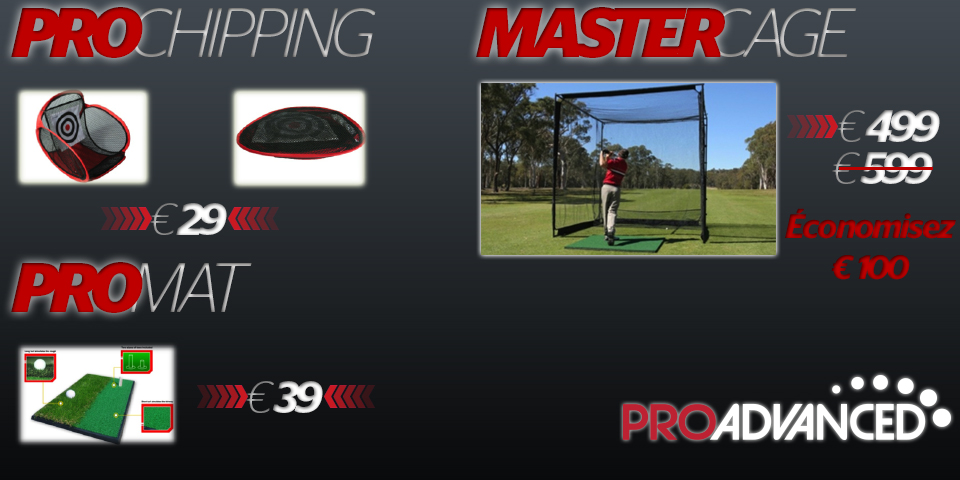 PROCHIPPING
€ 29
PROMAT
€ 39
MASTERCAGE
€ 499
€ 599
Économisez
€ 100
PROADVANCED